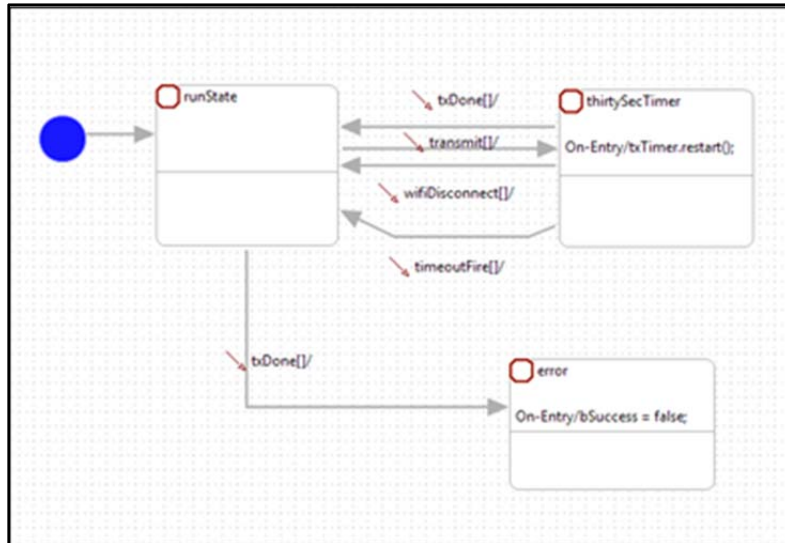 runState
txDone[]/
thirtySecTimer
transmit[]/
On-Entry/txTimer.restart();
wifiDisconnect[]/
timeoutFire[]/
txDone[]/
error
On-Entry/bSuccess = false;